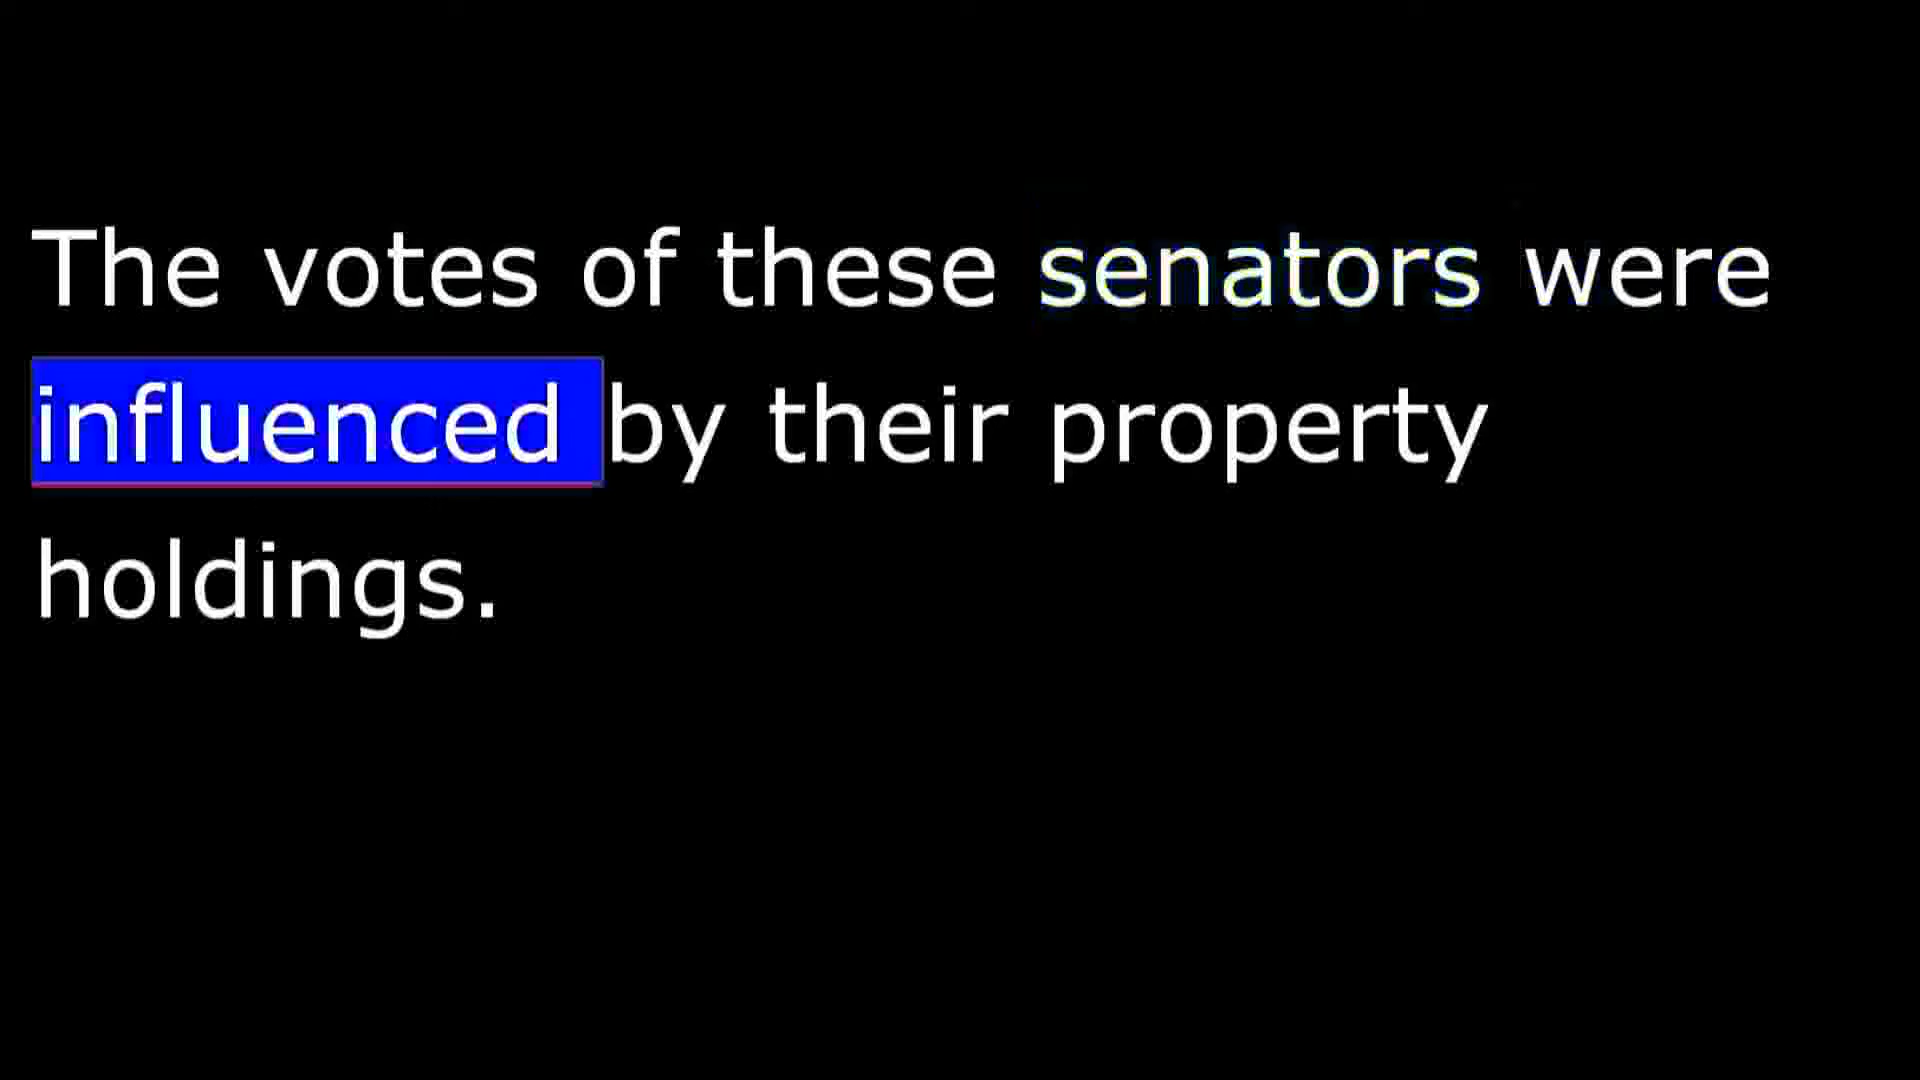 The votes of these senators were
influenced by their property
holdings.